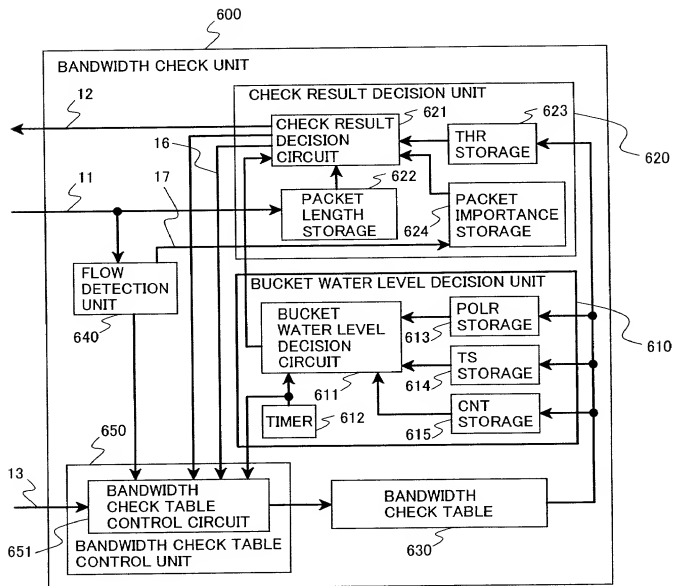 600
BANDWIDTH CHECK UNIT
12
CHECK RESULT DECISION UNIT
CHECK RESULT
DECISION
CIRCUIT
621
623
THR
STORAGE
620
16
622
11
17
PACKET
LENGTH
STORAGE
624
PACKET
IMPORTANCE
STORAGE
FLOW
DETECTION
UNIT
640
BUCKET WATER LEVEL DECISION UNIT
BUCKET
WATER LEVEL
DECISION
CIRCUIT
611
POLR
STORAGE
613
610
TS
STORAGE
614
TIMER
612
CNT
STORAGE
615
650
13
BANDWIDTH
CHECK TABLE
CONTROL CIRCUIT
651
BANDWIDTH CHECK TABLE
CONTROL UNIT
BANDWIDTH
CHECK TABLE
630